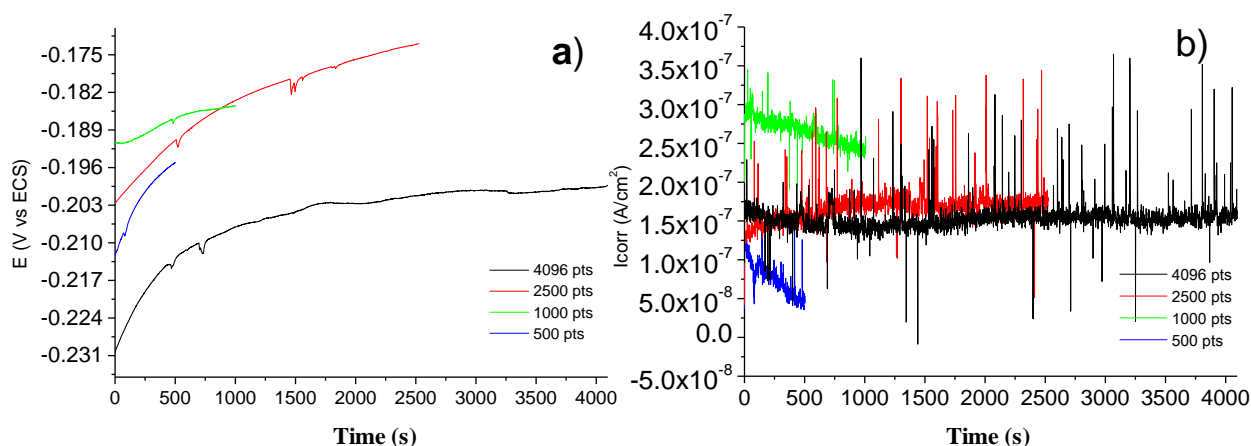 a)
E (V vs ECS)
-0.175
-0.182
-0.189
-0.196
-0.203
-0.210
-0.217
-0.224
-0.231
4096 pts
2500 pts
1000 pts
500 pts
0 500 1000 1500 2000 2500 3000 3500 4000
Time (s)
b)
Icorr (A/cm²)
4.0x10⁻⁷
3.5x10⁻⁷
3.0x10⁻⁷
2.5x10⁻⁷
2.0x10⁻⁷
1.5x10⁻⁷
1.0x10⁻⁷
5.0x10⁻⁸
0.0
-5.0x10⁻⁸
4096 pts
2500 pts
1000 pts
500 pts
0 500 1000 1500 2000 2500 3000 3500 4000
Time (s)